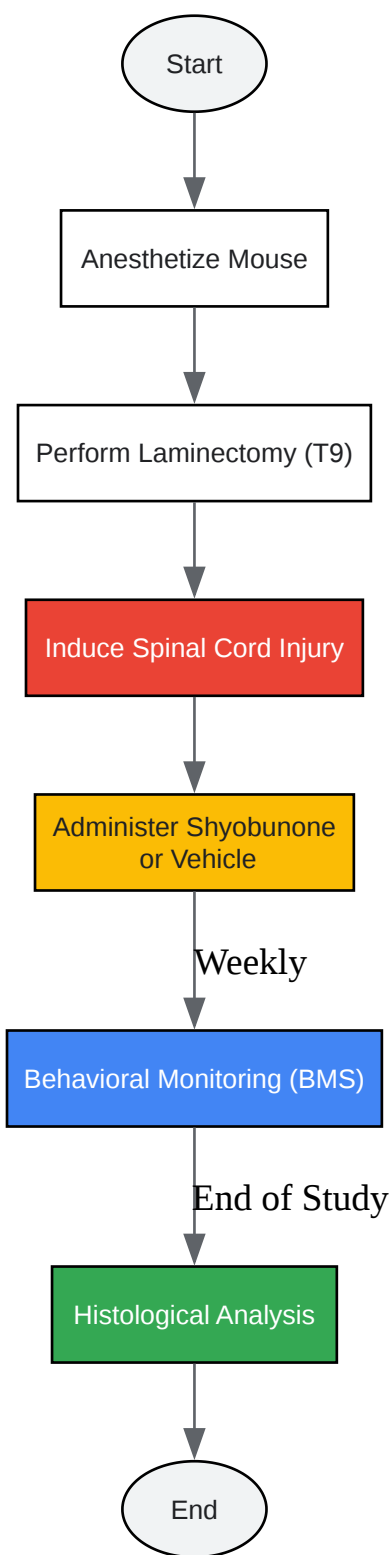 Start
Anesthetize Mouse
Perform Laminectomy (T9)
Induce Spinal Cord Injury
Administer Shyobunone
or Vehicle
Weekly
Behavioral Monitoring (BMS)
End of Study
Histological Analysis
End